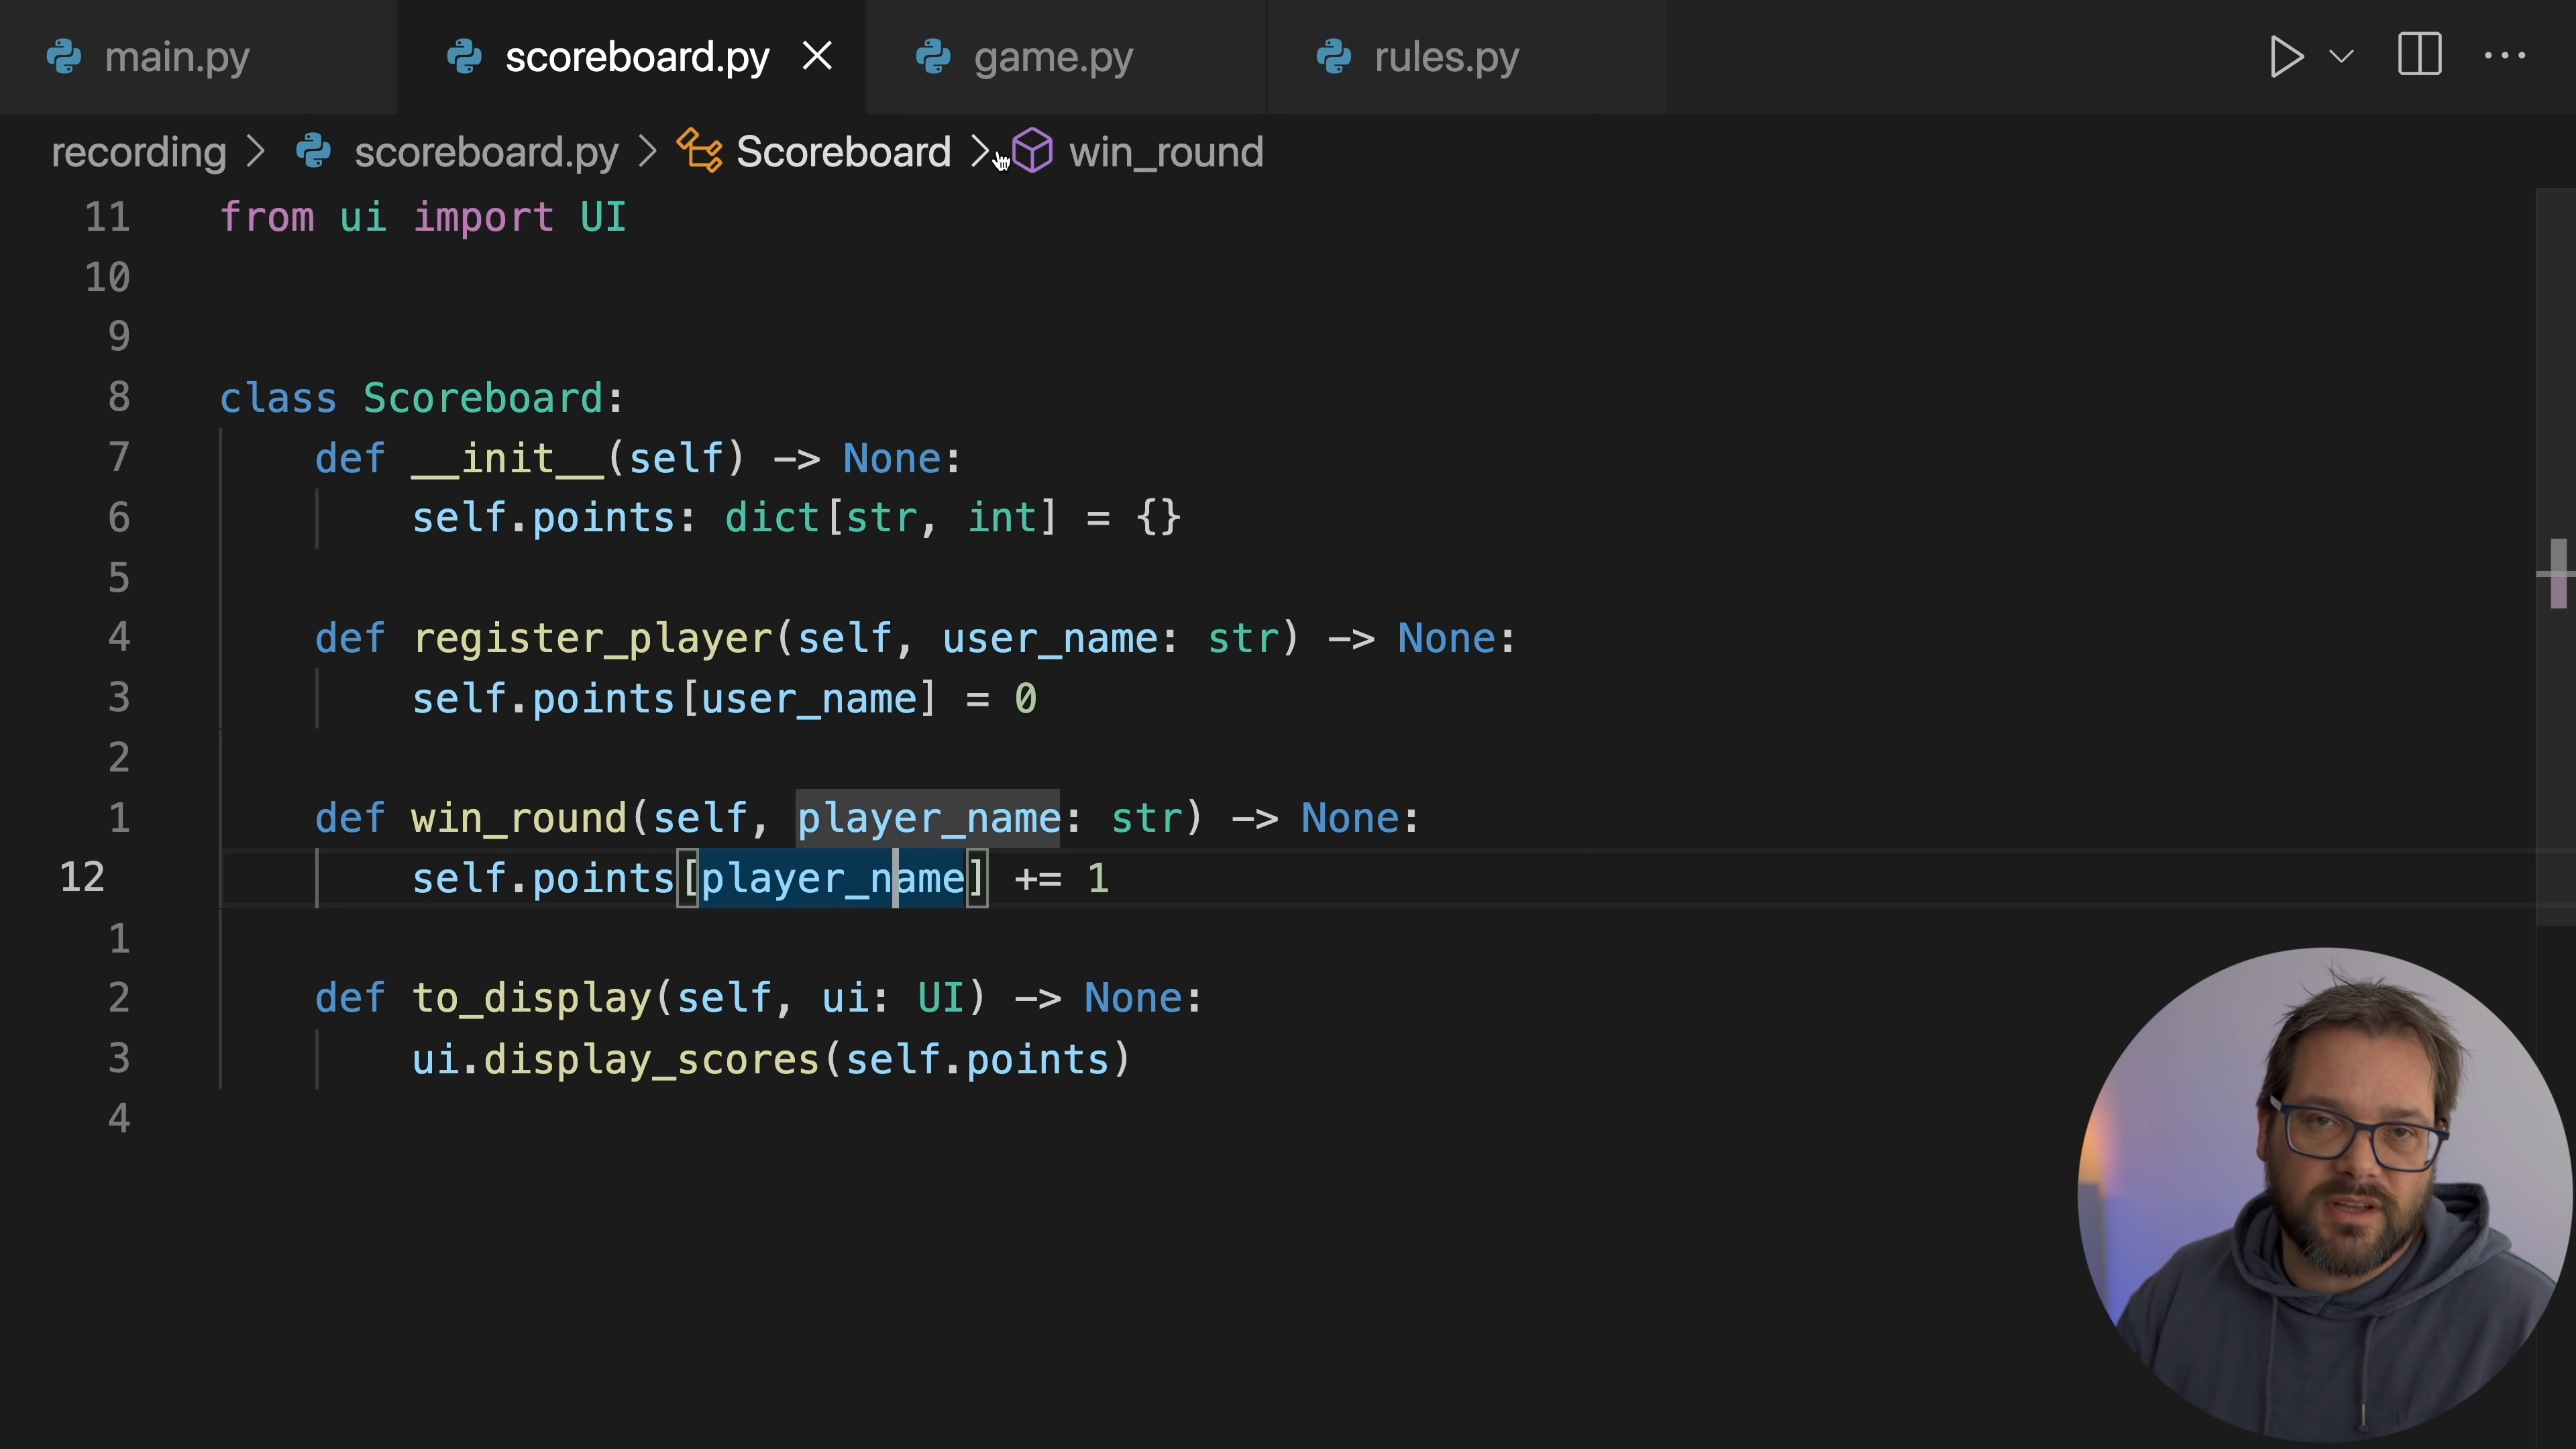 main.py scoreboard.py game.py rules.py
recording > scoreboard.py > Scoreboard > win_round
11 from ui import UI
10
9
8 class Scoreboard:
7     def __init__(self) -> None:
6         self.points: dict[str, int] = {}
5
4     def register_player(self, user_name: str) -> None:
3         self.points[user_name] = 0
2
1     def win_round(self, player_name: str) -> None:
12         self.points[player_name] += 1
1
2     def to_display(self, ui: UI) -> None:
3         ui.display_scores(self.points)
4